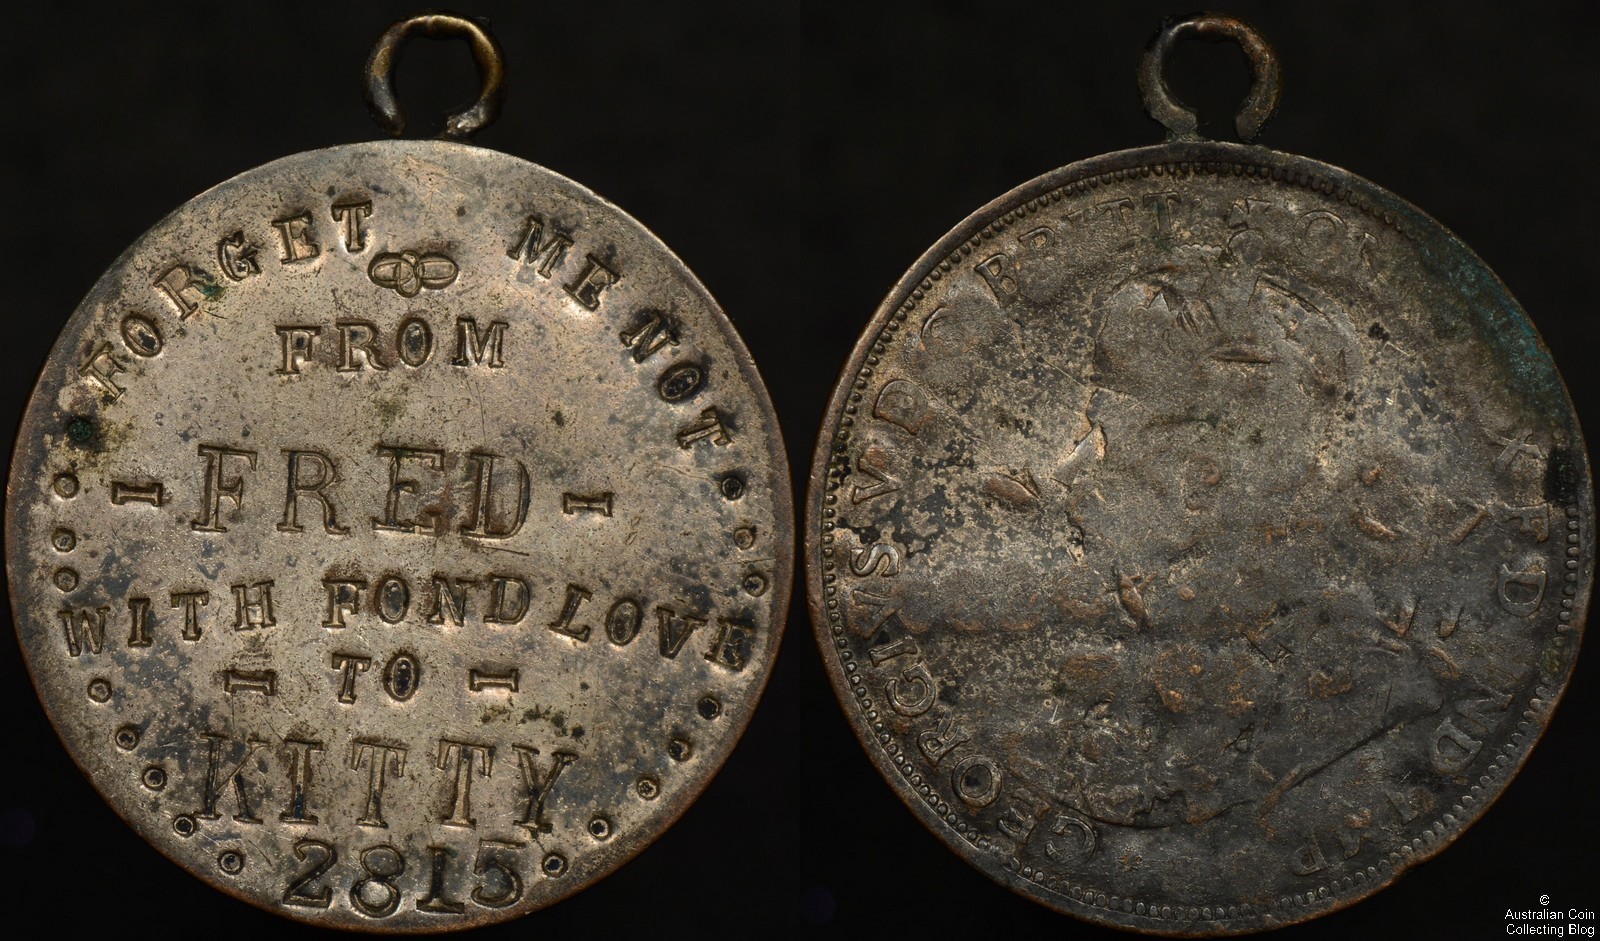 FORGET ME NOT
FROM
- FRED -
WITH FOND LOVE
- TO -
KITTY
2815
GEORGIVS V D G BRITT OMN REX F D IND IMP
©
Australian Coin
Collecting Blog